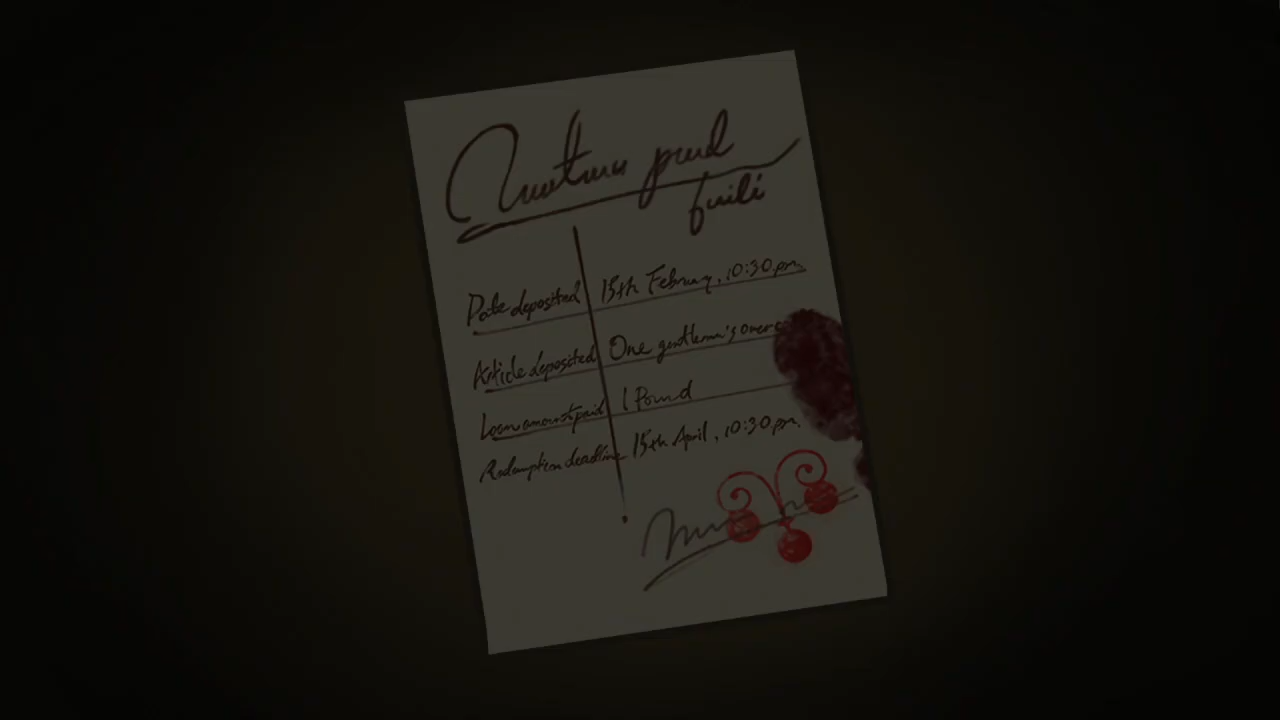 Date deposited 15th February, 10:30 pm.
Article deposited One gentleman's overc
Loan amount paid 1 Pound
Redemption deadline 15th April, 10:30 pm.